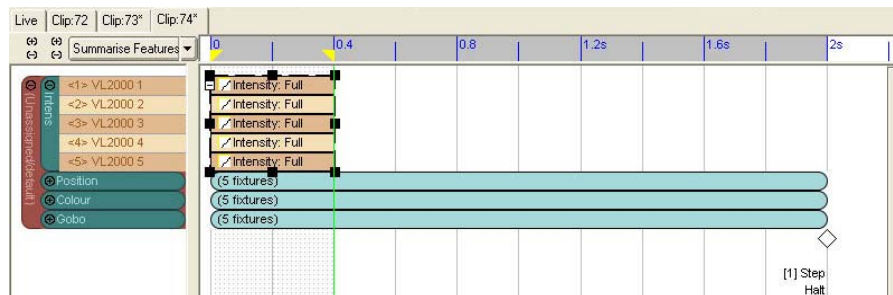 Live Clip:72 Clip:73* Clip:74*
Summarise Features 0 0.4 0.8 1.2s 1.6s 2s
(Unassigned/default)
Intens
<1> VL2000 1 Intensity: Full
<2> VL2000 2 Intensity: Full
<3> VL2000 3 Intensity: Full
<4> VL2000 4 Intensity: Full
<5> VL2000 5 Intensity: Full
Position (5 fixtures)
Colour (5 fixtures)
Gobo (5 fixtures)
[1] Step
Halt